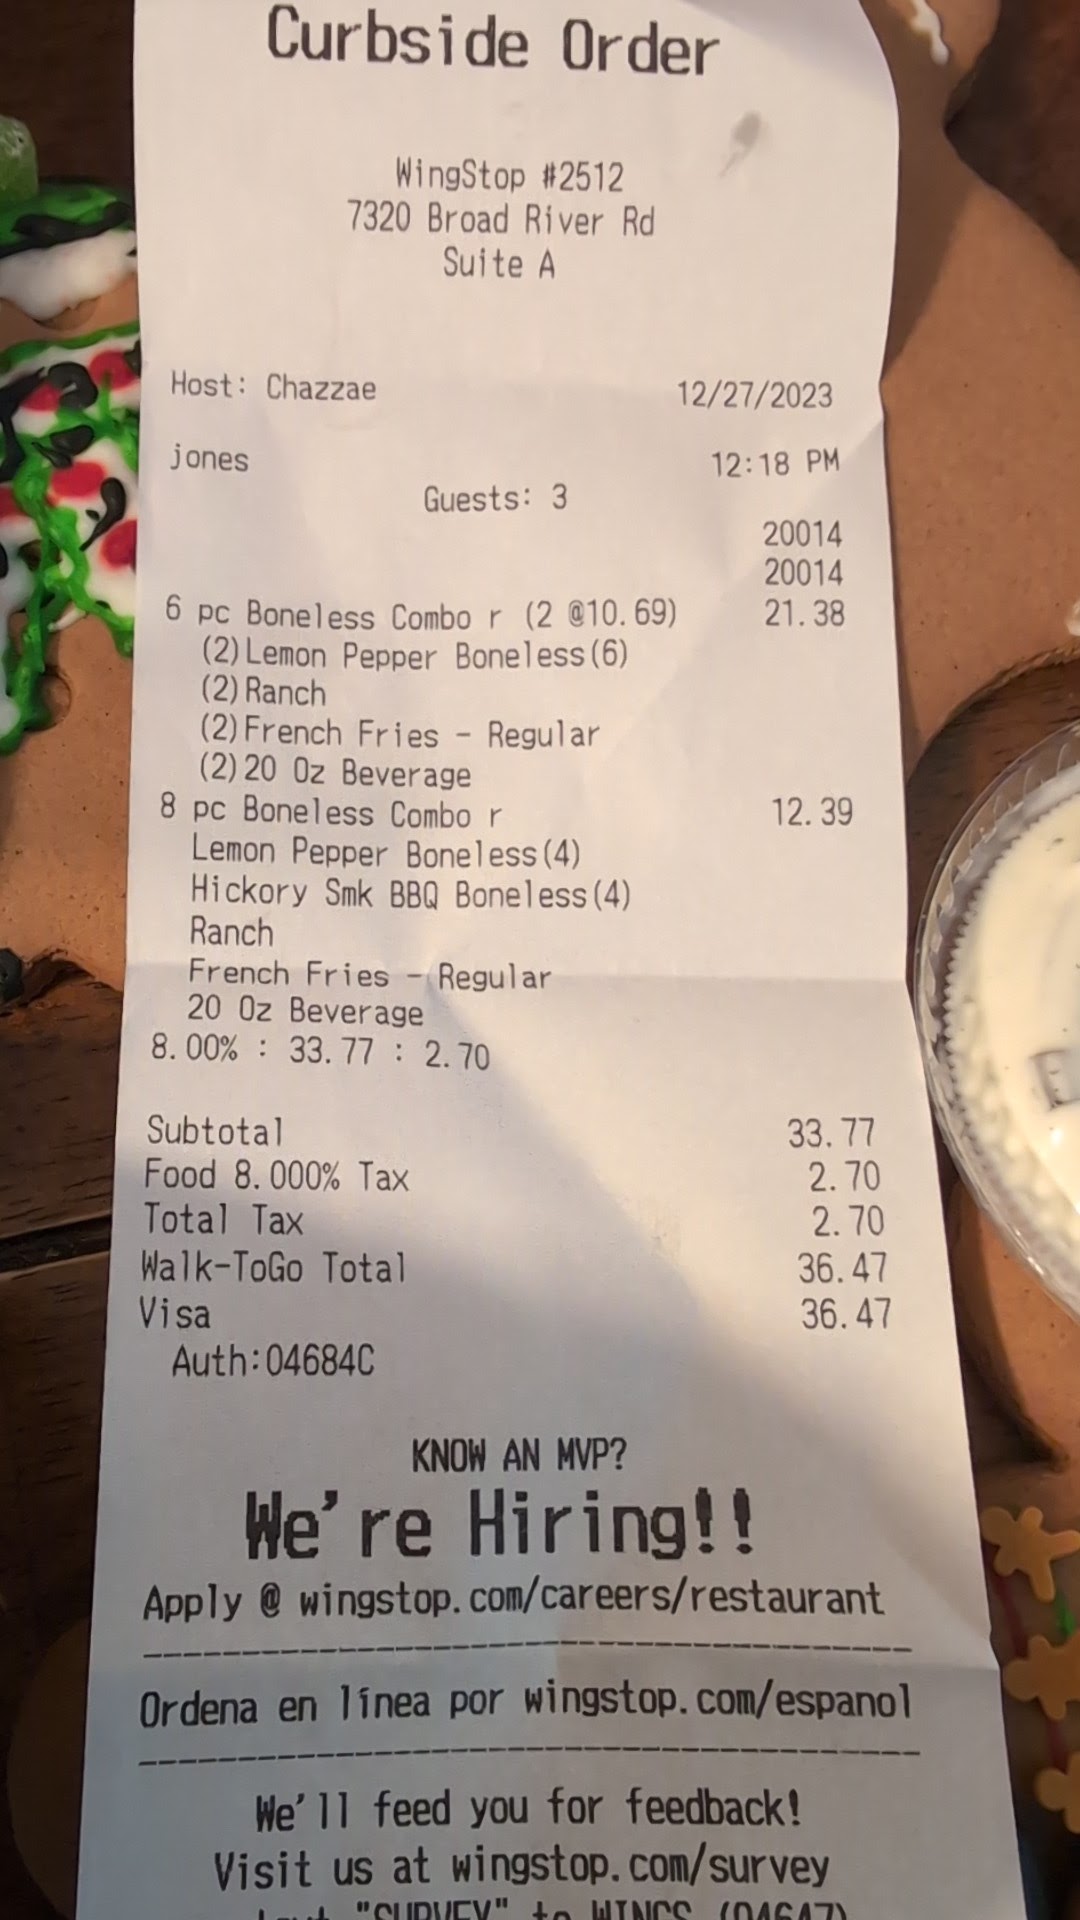 Curbside Order
WingStop #2512
7320 Broad River Rd
Suite A
Host: Chazzae 12/27/2023
jones 12:18 PM
Guests: 3
20014
20014
6 pc Boneless Combo r (2 @10.69) 21.38
(2)Lemon Pepper Boneless(6)
(2)Ranch
(2)French Fries - Regular
(2)20 Oz Beverage
8 pc Boneless Combo r 12.39
Lemon Pepper Boneless(4)
Hickory Smk BBQ Boneless(4)
Ranch
French Fries - Regular
20 Oz Beverage
8.00% : 33.77 : 2.70
Subtotal 33.77
Food 8.000% Tax 2.70
Total Tax 2.70
Walk-ToGo Total 36.47
Visa 36.47
Auth:04684C
KNOW AN MVP?
We're Hiring!!
Apply @ wingstop.com/careers/restaurant
Ordena en línea por wingstop.com/espanol
We'll feed you for feedback!
Visit us at wingstop.com/survey
"SURVEY" to WINGS (94647)